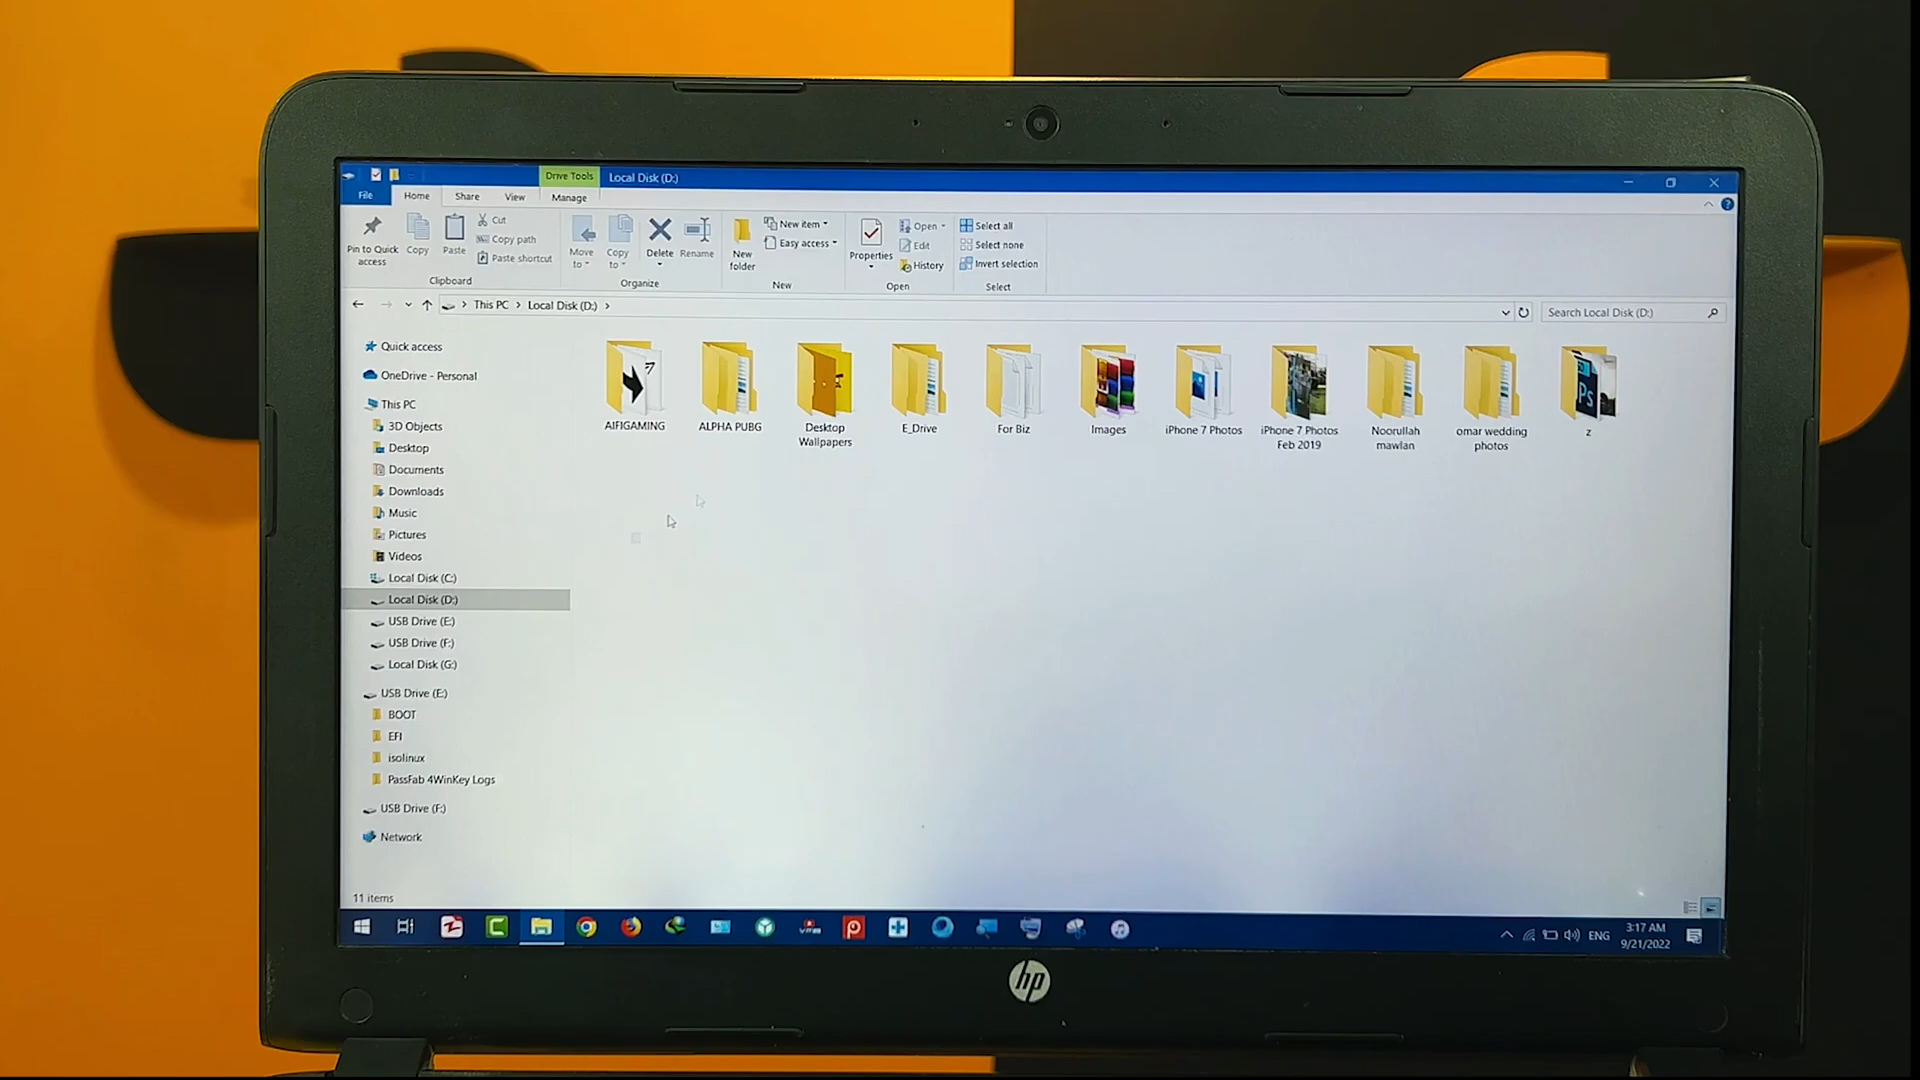 Drive Tools Local Disk (D:)
File Home Share View Manage
Pin to Quick access
Copy
Paste
Cut
Copy path
Paste shortcut
Clipboard
Move to
Copy to
Delete
Rename
Organize
New folder
New item
Easy access
New
Properties
Open
Edit
History
Open
Select all
Select none
Invert selection
Select
This PC Local Disk (D:)
Search Local Disk (D:)
Quick access
OneDrive - Personal
This PC
3D Objects
Desktop
Documents
Downloads
Music
Pictures
Videos
Local Disk (C:)
Local Disk (D:)
USB Drive (E:)
USB Drive (F:)
Local Disk (G:)
USB Drive (E:)
BOOT
EFI
isolinux
PassFab 4WinKey Logs
USB Drive (F:)
Network
AIFIGAMING
ALPHA PUBG
Desktop
Wallpapers
E_Drive
For Biz
Images
iPhone 7 Photos
iPhone 7 Photos
Feb 2019
Noorullah
mawlan
omar wedding
photos
Ps
z
11 items
ENG
3:17 AM
9/21/2022
hp